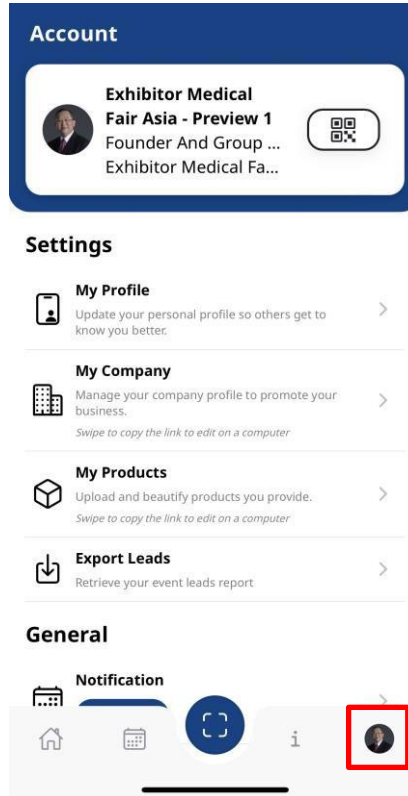 Account
Exhibitor Medical
Fair Asia - Preview 1
Founder And Group ...
Exhibitor Medical Fa...
Settings
My Profile
Update your personal profile so others get to
know you better.
My Company
Manage your company profile to promote your
business.
Swipe to copy the link to edit on a computer
My Products
Upload and beautify products you provide.
Swipe to copy the link to edit on a computer
Export Leads
Retrieve your event leads report
General
Notification